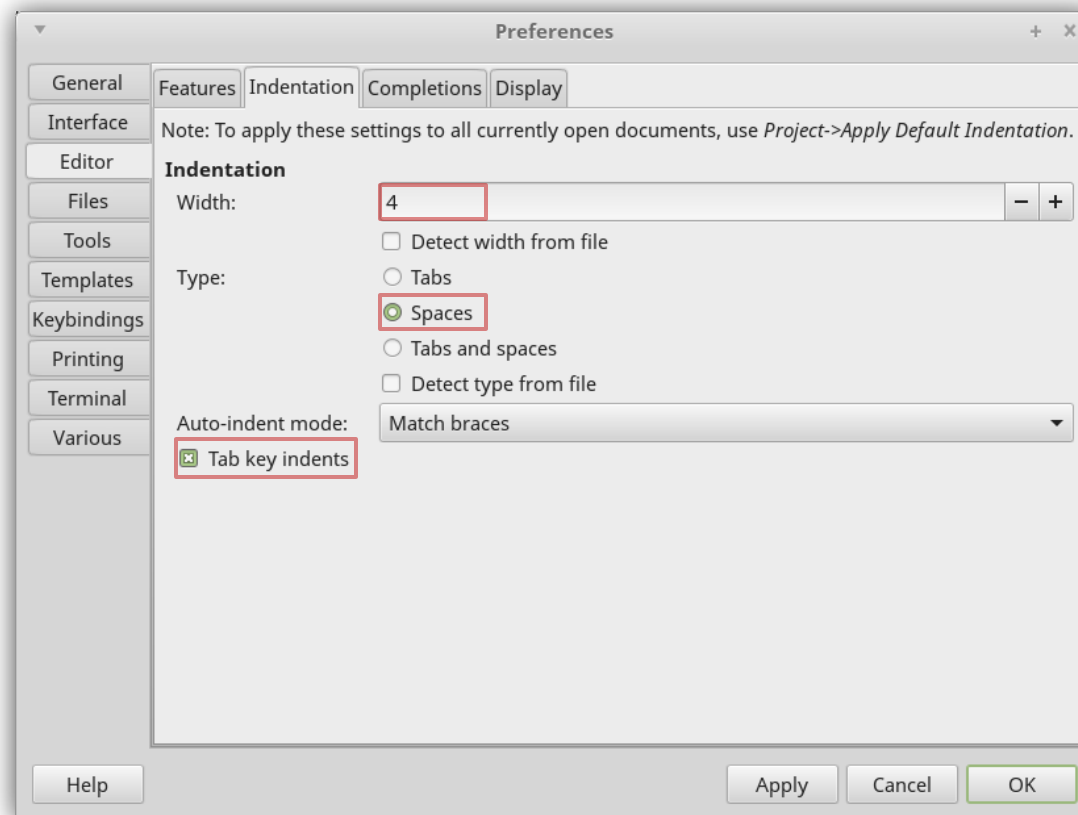 Preferences
General
Interface
Editor
Files
Tools
Templates
Keybindings
Printing
Terminal
Various
Features Indentation Completions Display
Note: To apply these settings to all currently open documents, use Project->Apply Default Indentation.
Indentation
Width: 4
Detect width from file
Type: Tabs
Spaces
Tabs and spaces
Detect type from file
Auto-indent mode: Match braces
Tab key indents
Help Apply Cancel OK